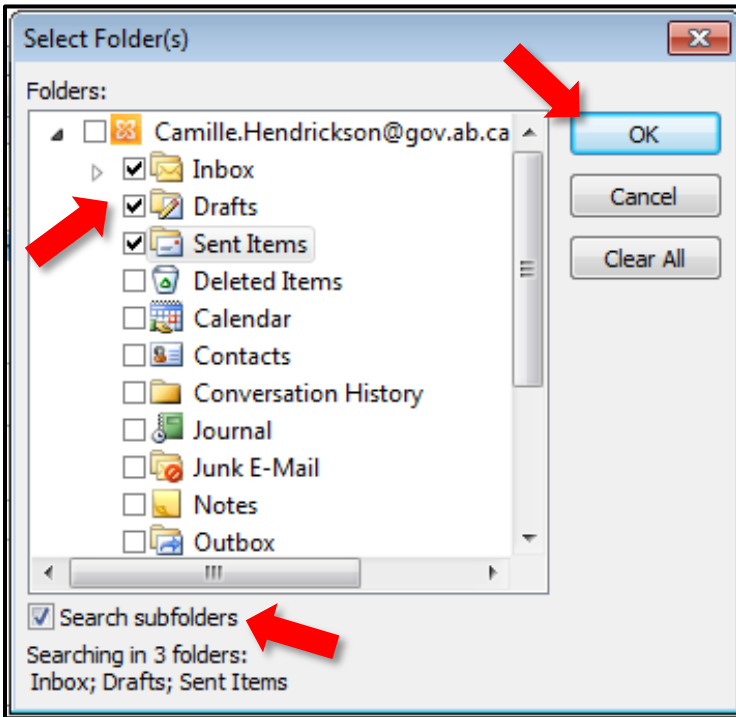 Select Folder(s)
Folders:
Camille.Hendrickson@gov.ab.ca
Inbox
Drafts
Sent Items
Deleted Items
Calendar
Contacts
Conversation History
Journal
Junk E-Mail
Notes
Outbox
OK
Cancel
Clear All
Search subfolders
Searching in 3 folders:
Inbox; Drafts; Sent Items